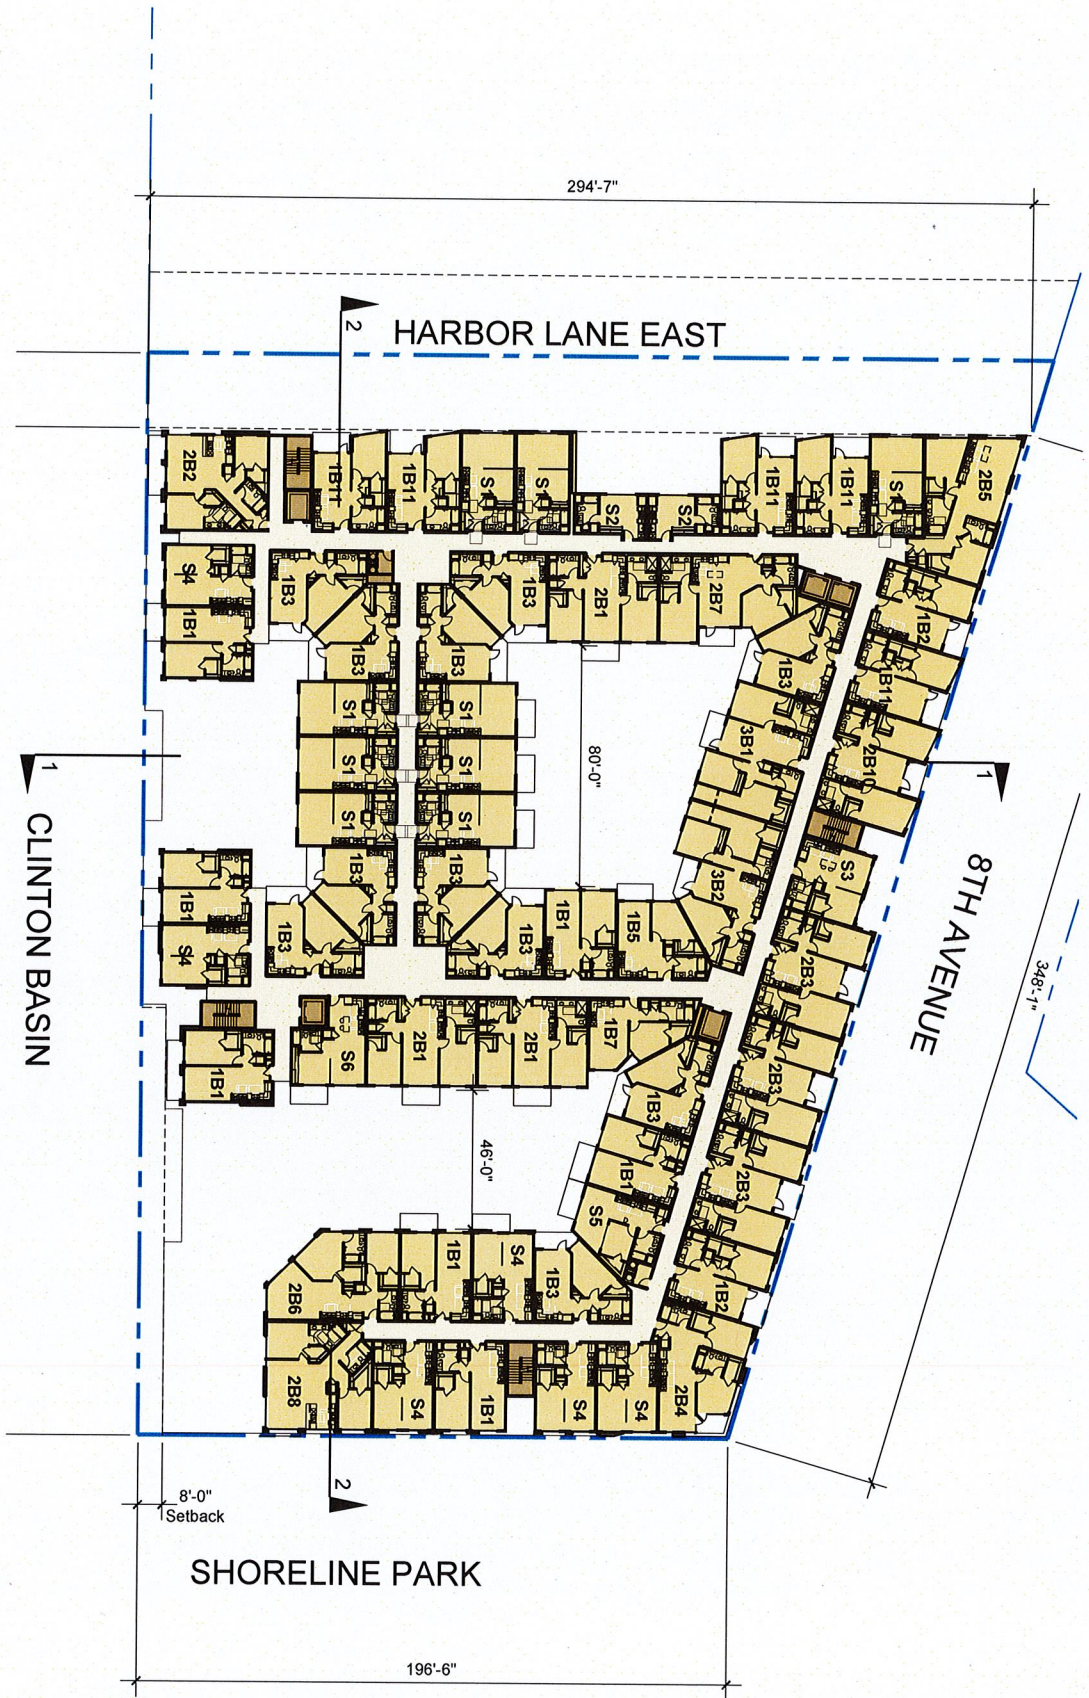 294'-7"
2
HARBOR LANE EAST
2B2
1B11
1B11
S1
S1
S2
S2
1B11
1B11
S1
2B5
S4
1B3
1B3
2B1
2B7
1B2
1B1
1B3
1B3
1B3
1B11
S1
S1
3B1
2B10
1
S1
S1
80'-0"
1
S1
S1
CLINTON BASIN
8TH AVENUE
348'-1"
1B3
1B3
3B2
S3
1B1
1B3
1B3
1B1
1B5
S4
2B3
1B1
S6
2B1
2B1
1B7
2B3
1B3
46'-0"
1B1
2B3
S5
2B6
1B1
S4
1B3
1B2
2B8
S4
1B1
S4
S4
2B4
2
8'-0"
Setback
SHORELINE PARK
196'-6"